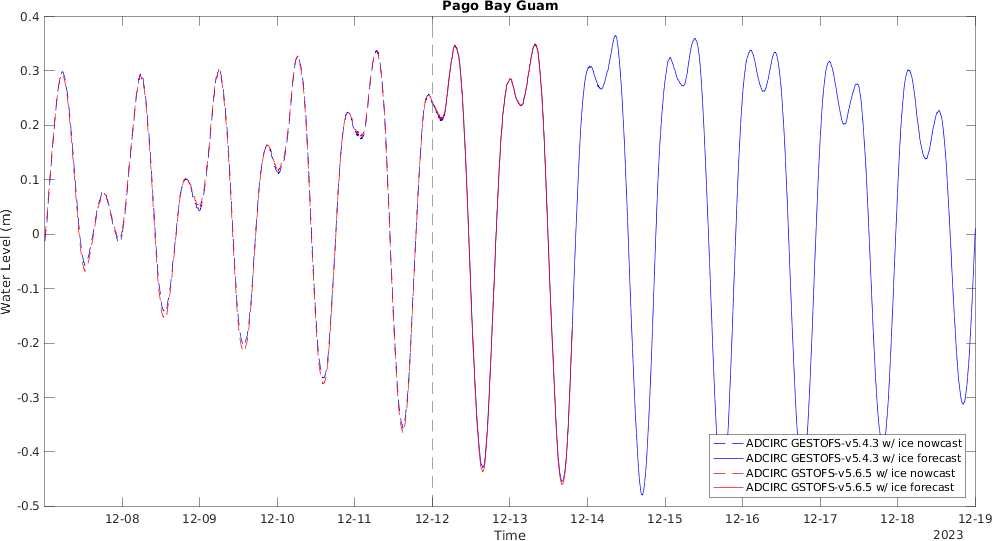 Pago Bay Guam
0.4
0.3
0.2
0.1
0
-0.1
-0.2
-0.3
-0.4
-0.5
Water Level (m)
ADCIRC GESTOFS-v5.4.3 w/ ice nowcast
ADCIRC GESTOFS-v5.4.3 w/ ice forecast
ADCIRC GSTOFS-v5.6.5 w/ ice nowcast
ADCIRC GSTOFS-v5.6.5 w/ ice forecast
12-08 12-09 12-10 12-11 12-12 12-13 12-14 12-15 12-16 12-17 12-18 12-19
Time
2023